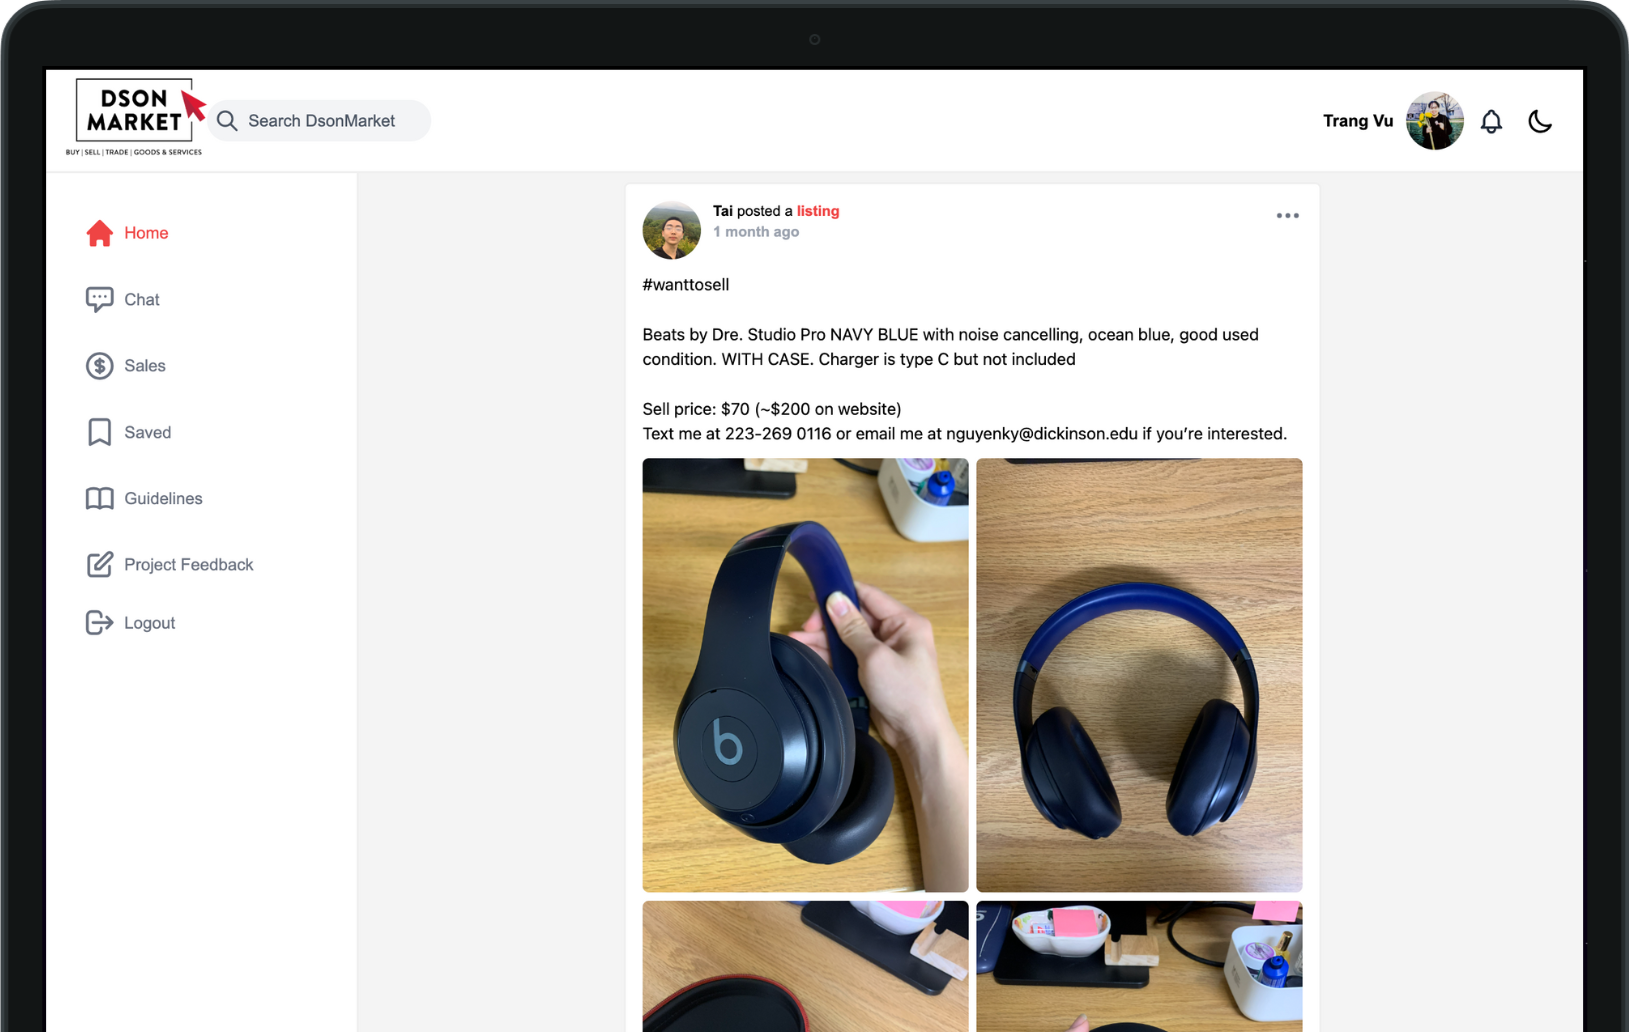 DSON
MARKET
BUY | SELL | TRADE | GOODS & SERVICES
Search DsonMarket
Trang Vu
Home
Chat
Sales
Saved
Guidelines
Project Feedback
Logout
Tai posted a listing
1 month ago
#wanttosell
Beats by Dre. Studio Pro NAVY BLUE with noise cancelling, ocean blue, good used
condition. WITH CASE. Charger is type C but not included
Sell price: $70 (~$200 on website)
Text me at 223-269 0116 or email me at nguyenky@dickinson.edu if you’re interested.
b